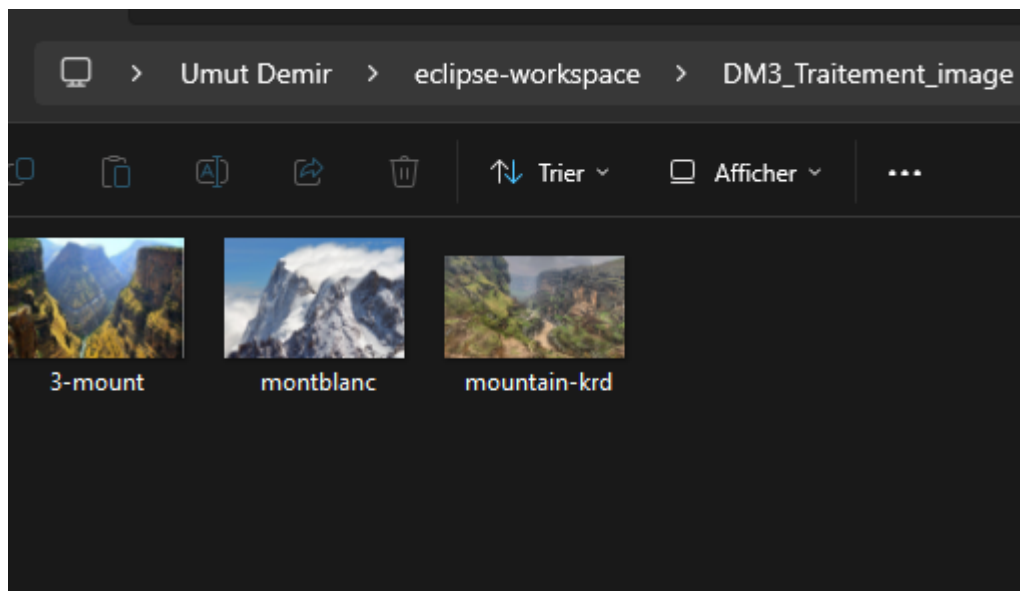 Umut Demir > eclipse-workspace > DM3_Traitement_image
Trier Afficher
3-mount montblanc mountain-krd